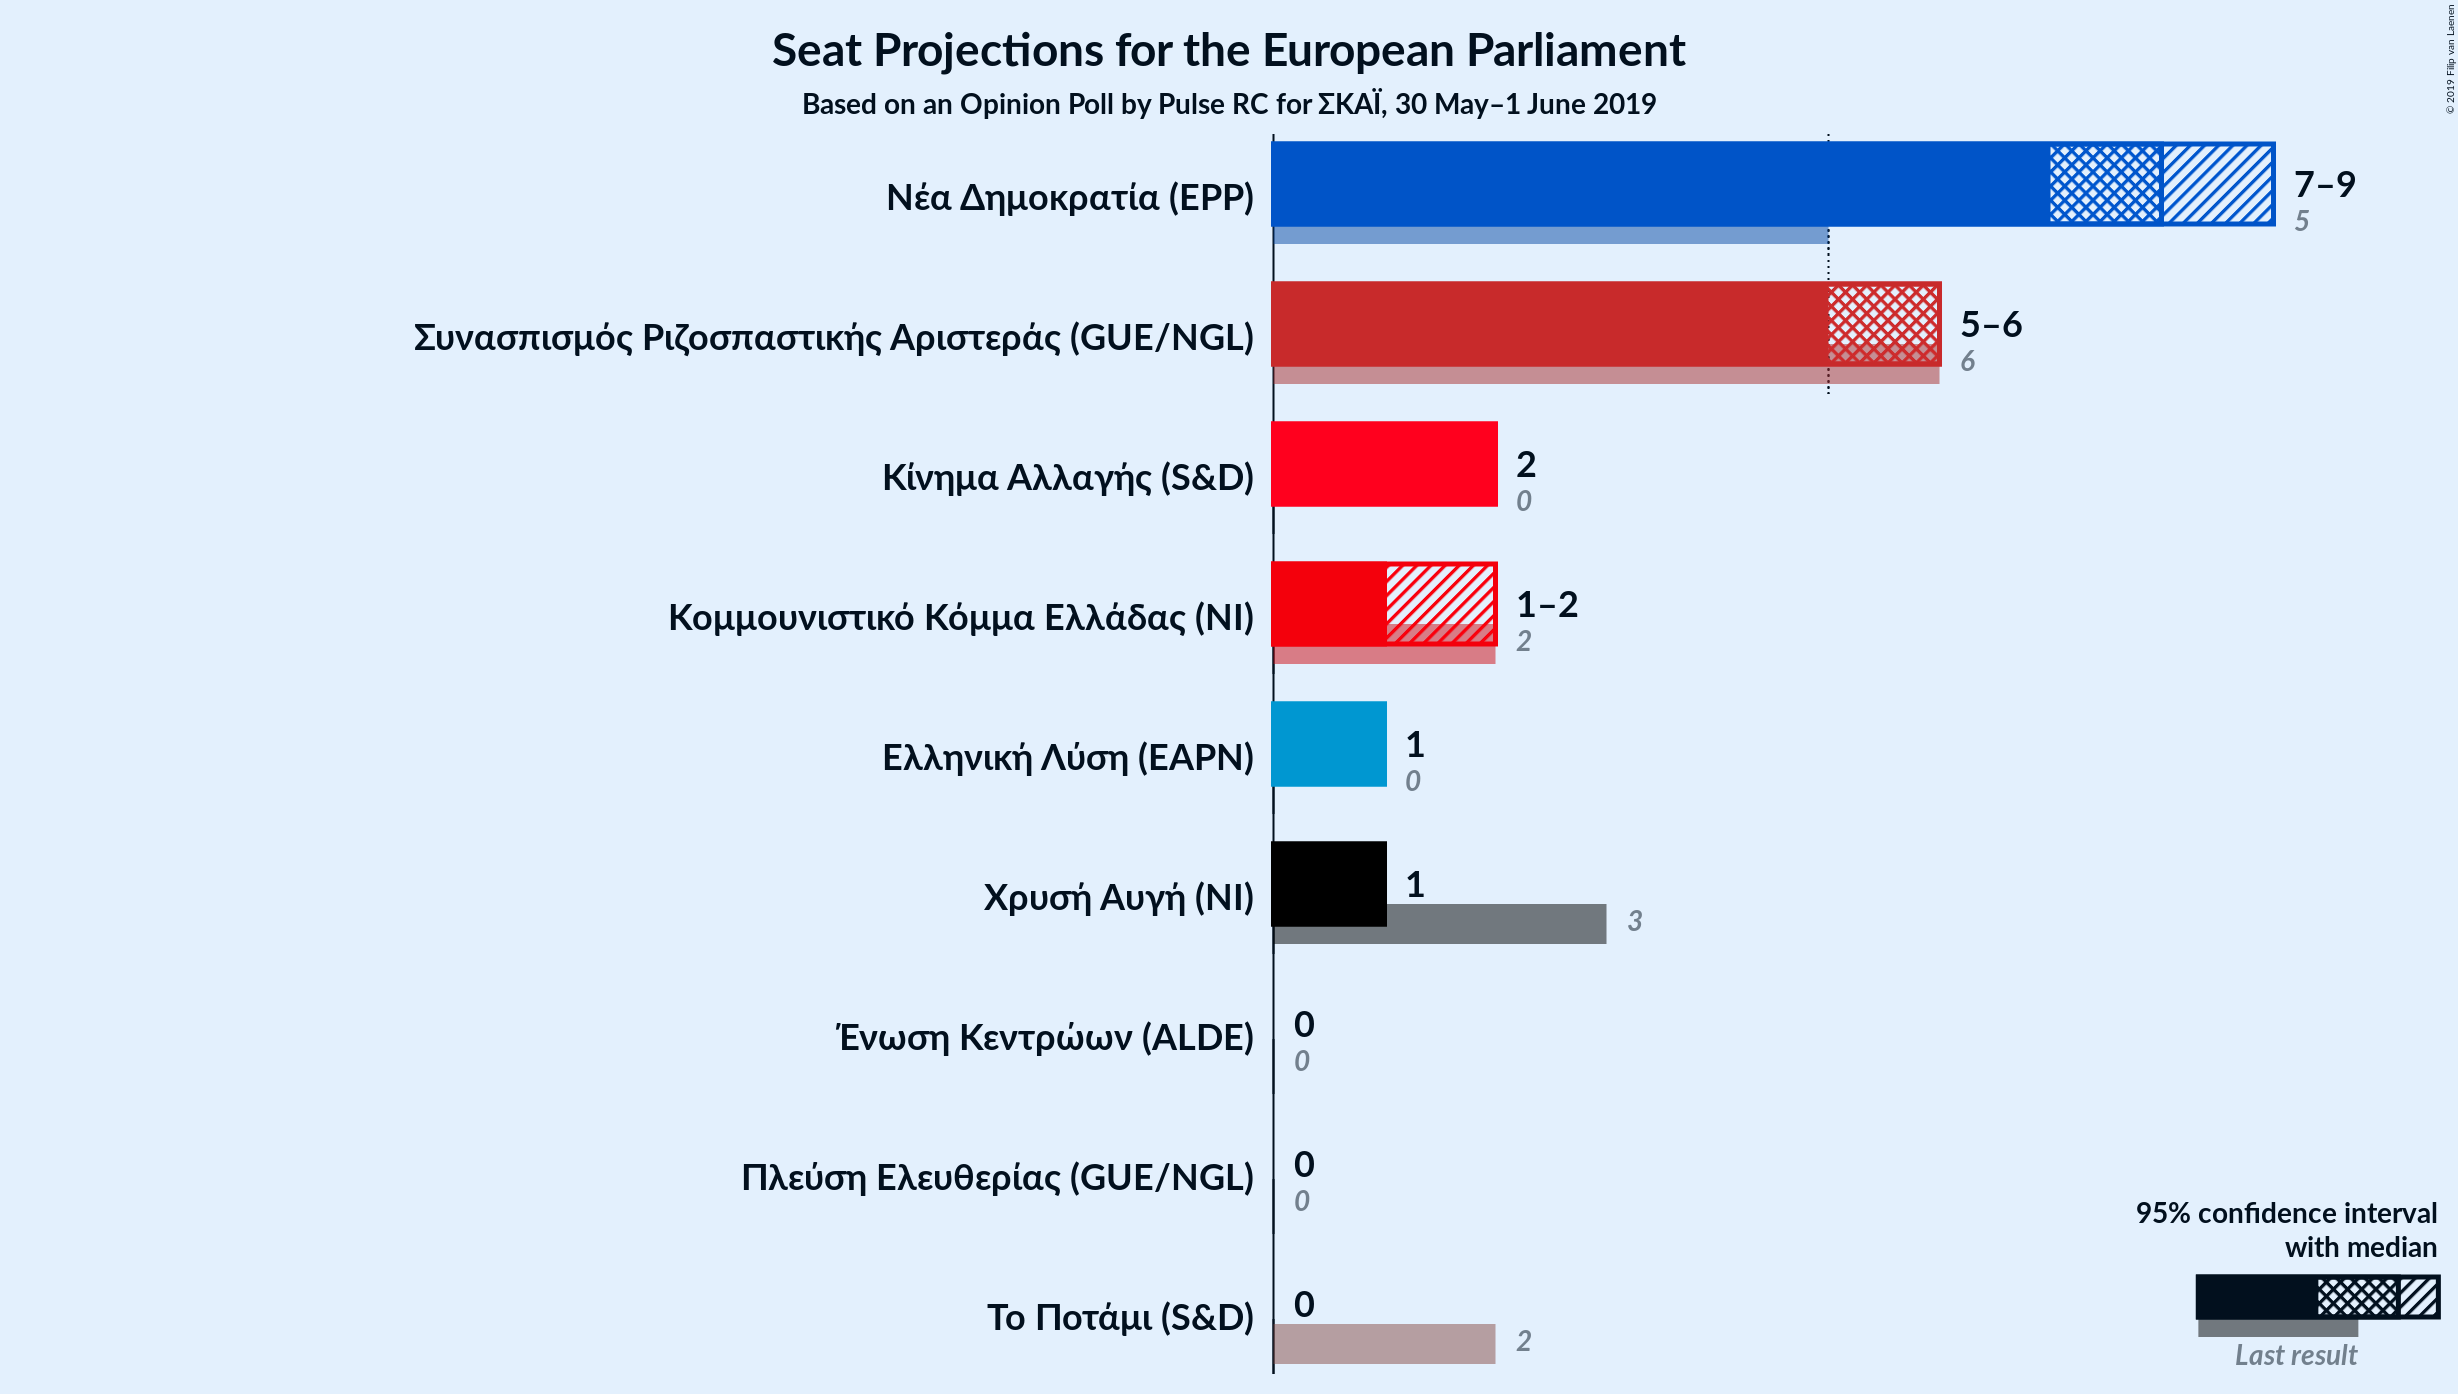 Seat Projections for the European Parliament
Based on an Opinion Poll by Pulse RC for ΣΚΑΪ, 30 May–1 June 2019
© 2019 Filip van Laenen
Νέα Δημοκρατία (EPP)
7–9
5
Συνασπισμός Ριζοσπαστικής Αριστεράς (GUE/NGL)
5–6
6
Κίνημα Αλλαγής (S&D)
2
0
Κομμουνιστικό Κόμμα Ελλάδας (NI)
1–2
2
Ελληνική Λύση (EAPN)
1
0
Χρυσή Αυγή (NI)
1
3
Ένωση Κεντρώων (ALDE)
0
0
Πλεύση Ελευθερίας (GUE/NGL)
0
0
Το Ποτάμι (S&D)
0
2
95% confidence interval
with median
Last result